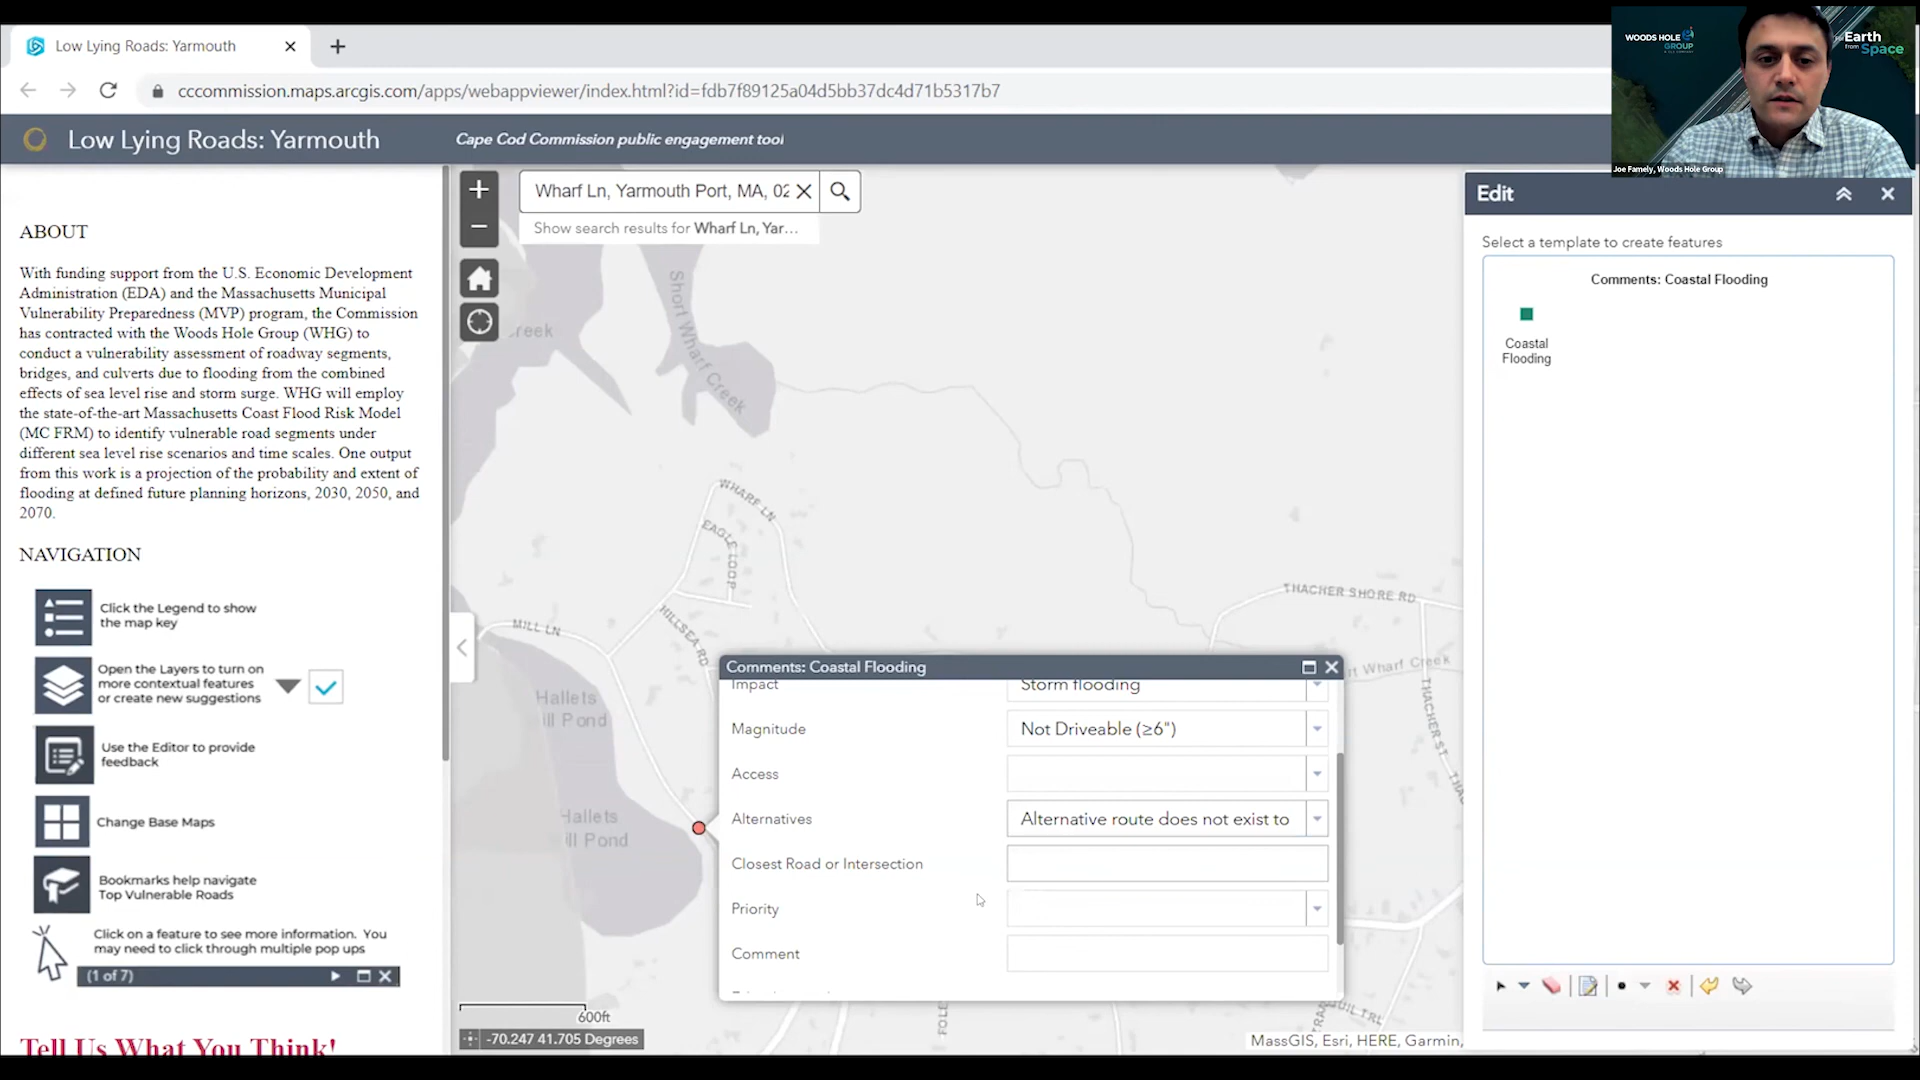 Low Lying Roads: Yarmouth
cccommission.maps.arcgis.com/apps/webappviewer/index.html?id=fdb7f89125a04d5bb37dc4d71b5317b7
Low Lying Roads: Yarmouth
Cape Cod Commission public engagement tool
WOODS HOLE
GROUP
Earth
from Space
Joe Famely, Woods Hole Group
ABOUT
With funding support from the U.S. Economic Development
Administration (EDA) and the Massachusetts Municipal
Vulnerability Preparedness (MVP) program, the Commission
has contracted with the Woods Hole Group (WHG) to
conduct a vulnerability assessment of roadway segments,
bridges, and culverts due to flooding from the combined
effects of sea level rise and storm surge. WHG will employ
the state-of-the-art Massachusetts Coast Flood Risk Model
(MC FRM) to identify vulnerable road segments under
different sea level rise scenarios and time scales. One output
from this work is a projection of the probability and extent of
flooding at defined future planning horizons, 2030, 2050, and
2070.
NAVIGATION
Click the Legend to show
the map key
Open the Layers to turn on
more contextual features
or create new suggestions
Use the Editor to provide
feedback
Change Base Maps
Bookmarks help navigate
Top Vulnerable Roads
Click on a feature to see more information. You
may need to click through multiple pop ups
(1 of 7)
Tell Us What You Think!
Wharf Ln, Yarmouth Port, MA, 02
Show search results for Wharf Ln, Yar...
reek
Short Wharf Creek
WHARF LN
EAGLE LOOP
HILLSEA RD
MILL LN
THACHER SHORE RD
rt Wharf Creek
THACHER ST
THA
Hallets
ill Pond
Hallets
ill Pond
Comments: Coastal Flooding
Impact
Storm flooding
Magnitude
Not Driveable (≥6")
Access
Alternatives
Alternative route does not exist to
Closest Road or Intersection
Priority
Comment
600ft
-70.247 41.705 Degrees
FOLE
UIL TRL
MassGIS, Esri, HERE, Garmin,
Edit
Select a template to create features
Comments: Coastal Flooding
Coastal
Flooding